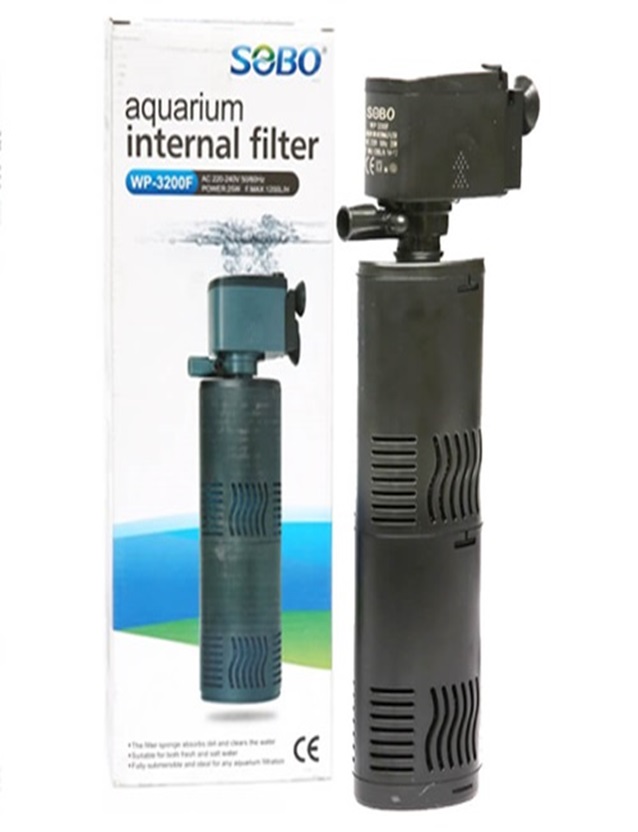 SOBO
aquarium
internal filter
WP-3200F
AC 220-240V 50/60Hz
POWER:25W F.MAX 1200L/H
•The filter sponge absorbs dirt and clears the water
•Suitable for both fresh and salt water
•Fully submersible and ideal for any aquarium filtration
CE
SOBO
CE